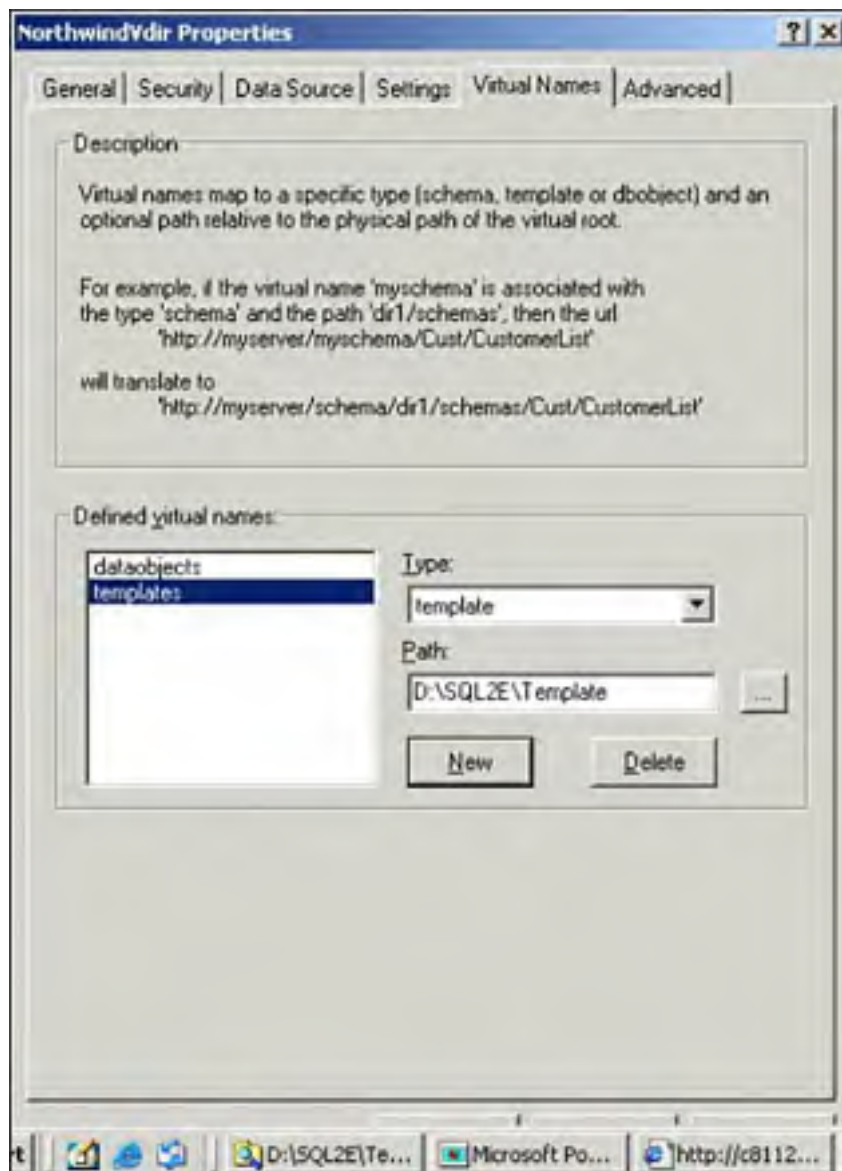 NorthwindVdir Properties
General Security Data Source Settings Virtual Names Advanced
Description
Virtual names map to a specific type (schema, template or dbobject) and an
optional path relative to the physical path of the virtual root.
For example, if the virtual name 'myschema' is associated with
the type 'schema' and the path 'dir1/schemas', then the url
'http://myserver/myschema/Cust/CustomerList'
will translate to
'http://myserver/schema/dir1/schemas/Cust/CustomerList'
Defined virtual names:
dataobjects
templates
Type:
template
Path:
D:\SQL2E\Template
...
New
Delete
rt D:\SQL2E\Te... Microsoft Po... http://c8112...